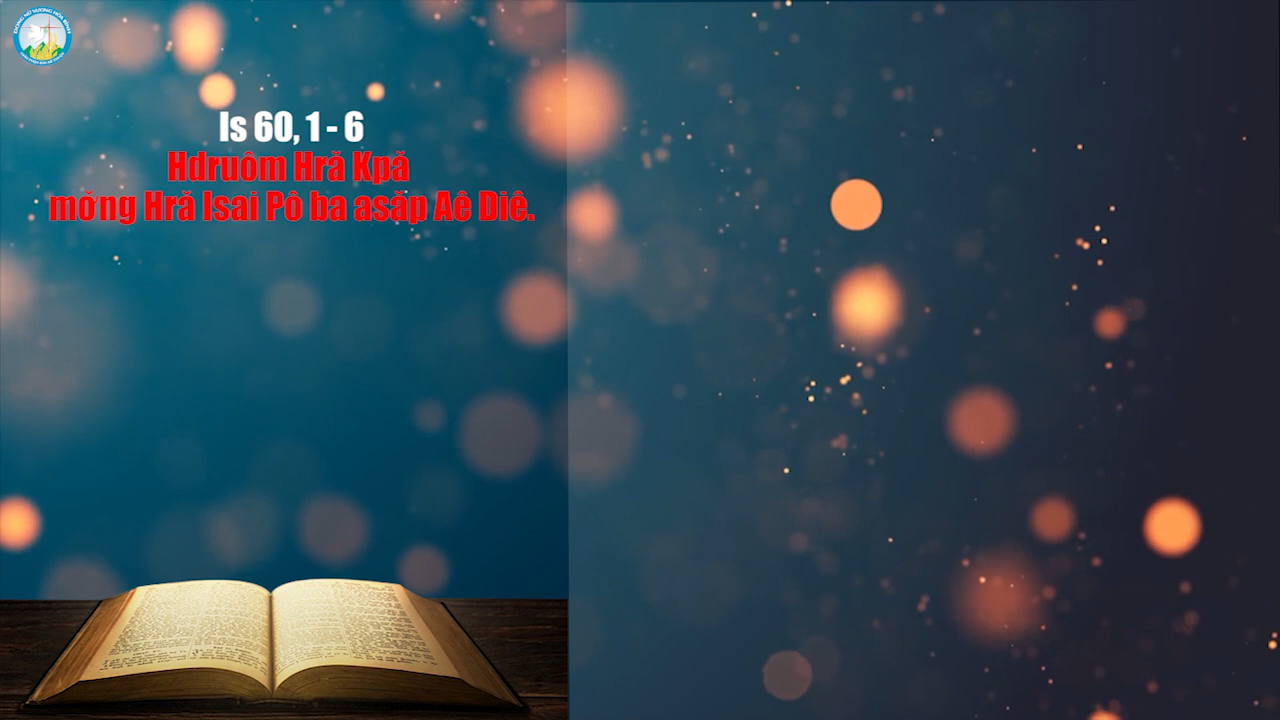 Is 60, 1 - 6
Hdruôm Hră Kpă
mơ̆ng Hră Isai Pô ba asăp Aê Diê.